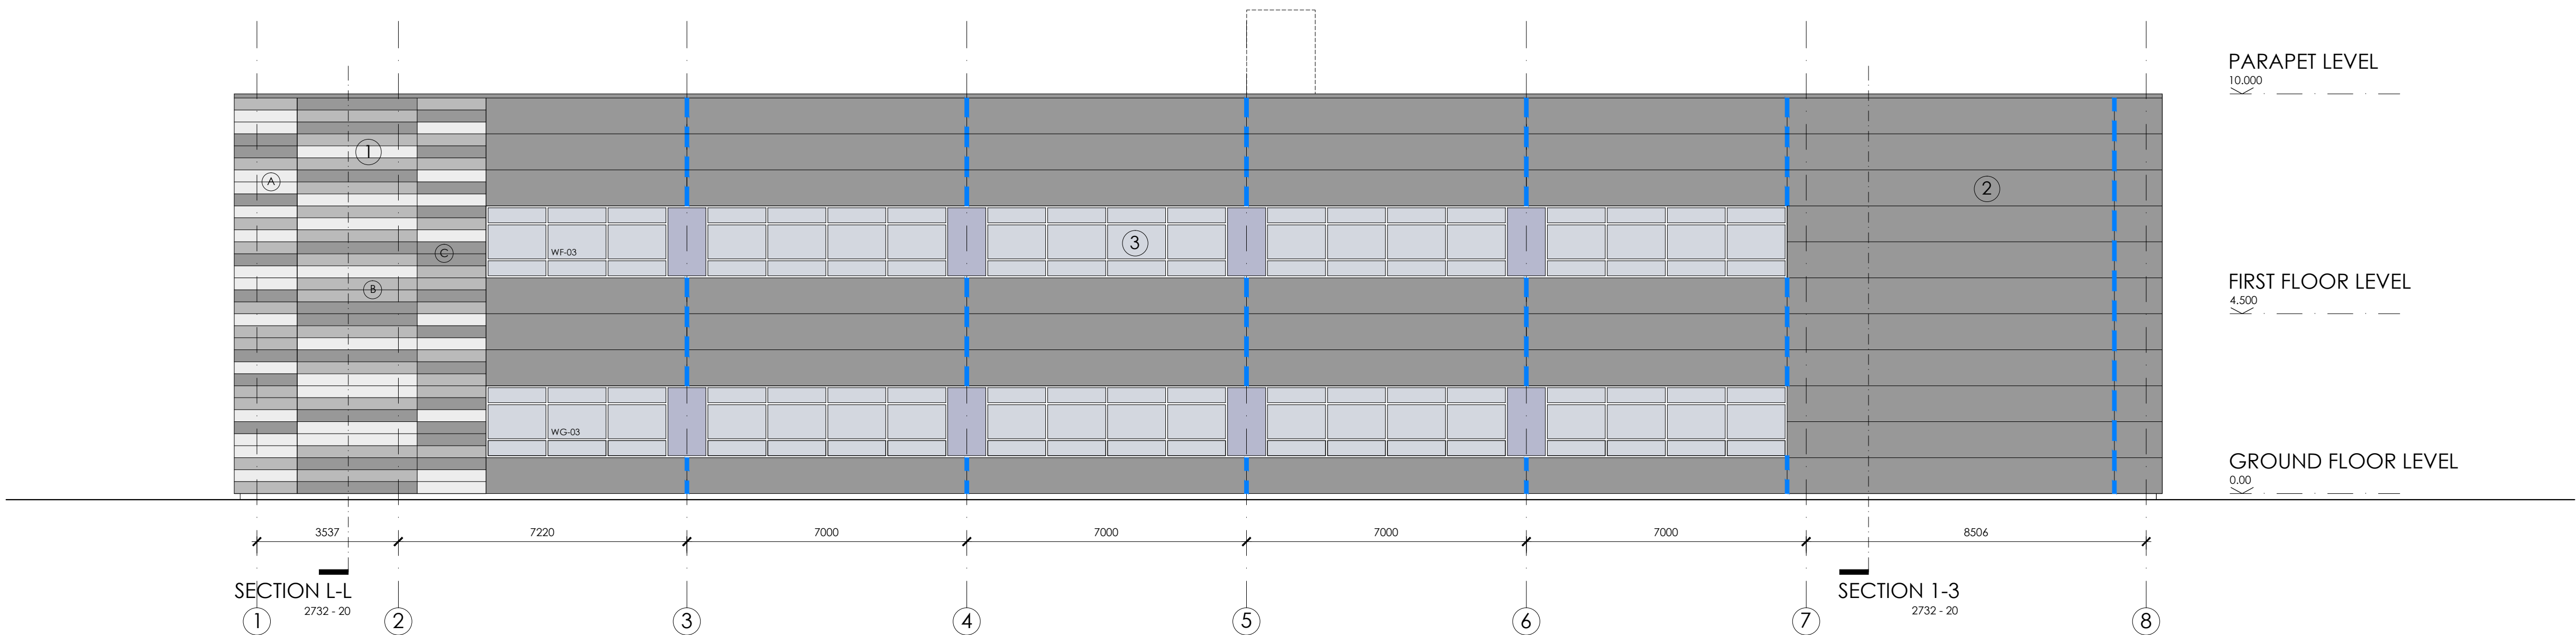 PARAPET LEVEL
10.000
1
A
2
3
C
WF-03
B
FIRST FLOOR LEVEL
4.500
WG-03
GROUND FLOOR LEVEL
0.00
3537
7220
7000
7000
7000
7000
8506
SECTION L-L
2732 - 20
SECTION 1-3
2732 - 20
1
2
3
4
5
6
7
8